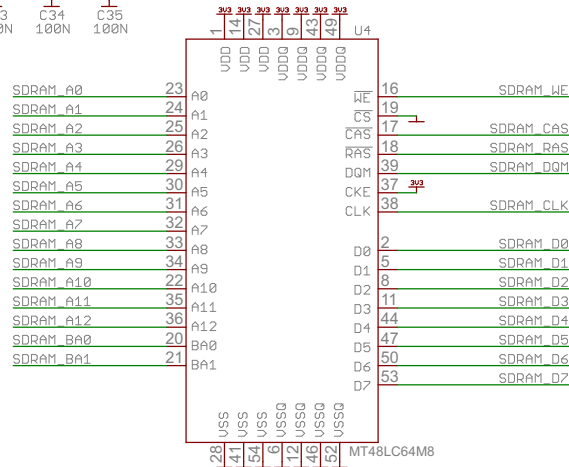 3 C34 C35
0N 100N 100N
3V3 3V3 3V3 3V3 3V3 3V3 3V3
1 14 27 3 9 43 49 U4
VDD VDD VDD VDDQ VDDQ VDDQ VDDQ
SDRAM_A0 23 A0 WE 16 SDRAM_WE
SDRAM_A1 24 A1 CS 19
SDRAM_A2 25 A2 CAS 17 SDRAM_CAS
SDRAM_A3 26 A3 RAS 18 SDRAM_RAS
SDRAM_A4 29 A4 DQM 39 SDRAM_DQM
SDRAM_A5 30 A5 CKE 37 3V3
SDRAM_A6 31 A6 CLK 38 SDRAM_CLK
SDRAM_A7 32 A7
SDRAM_A8 33 A8 D0 2 SDRAM_D0
SDRAM_A9 34 A9 D1 5 SDRAM_D1
SDRAM_A10 22 A10 D2 8 SDRAM_D2
SDRAM_A11 35 A11 D3 11 SDRAM_D3
SDRAM_A12 36 A12 D4 44 SDRAM_D4
SDRAM_BA0 20 BA0 D5 47 SDRAM_D5
SDRAM_BA1 21 BA1 D6 50 SDRAM_D6
D7 53 SDRAM_D7
VSS VSS VSS VSSQ VSSQ VSSQ VSSQ
28 41 54 6 12 46 52 MT48LC64M8